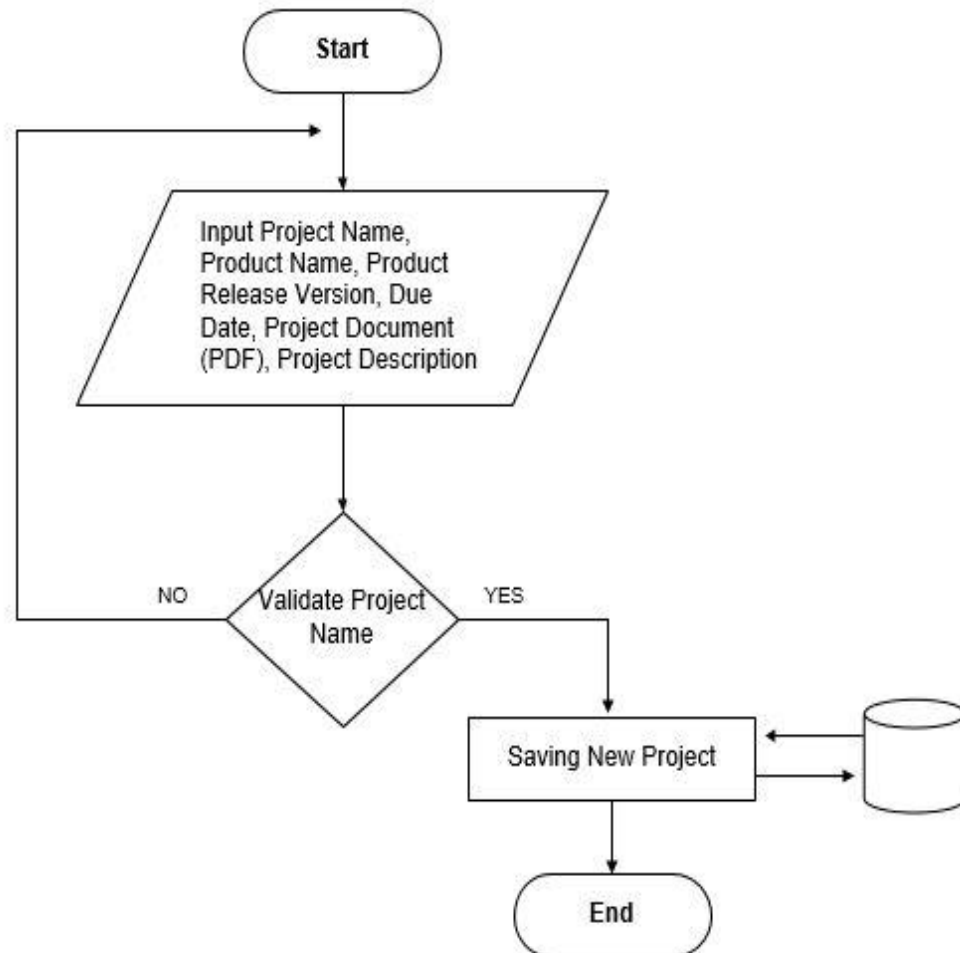 Start
Input Project Name,
Product Name, Product
Release Version, Due
Date, Project Document
(PDF), Project Description
NO
Validate Project
Name
YES
Saving New Project
End